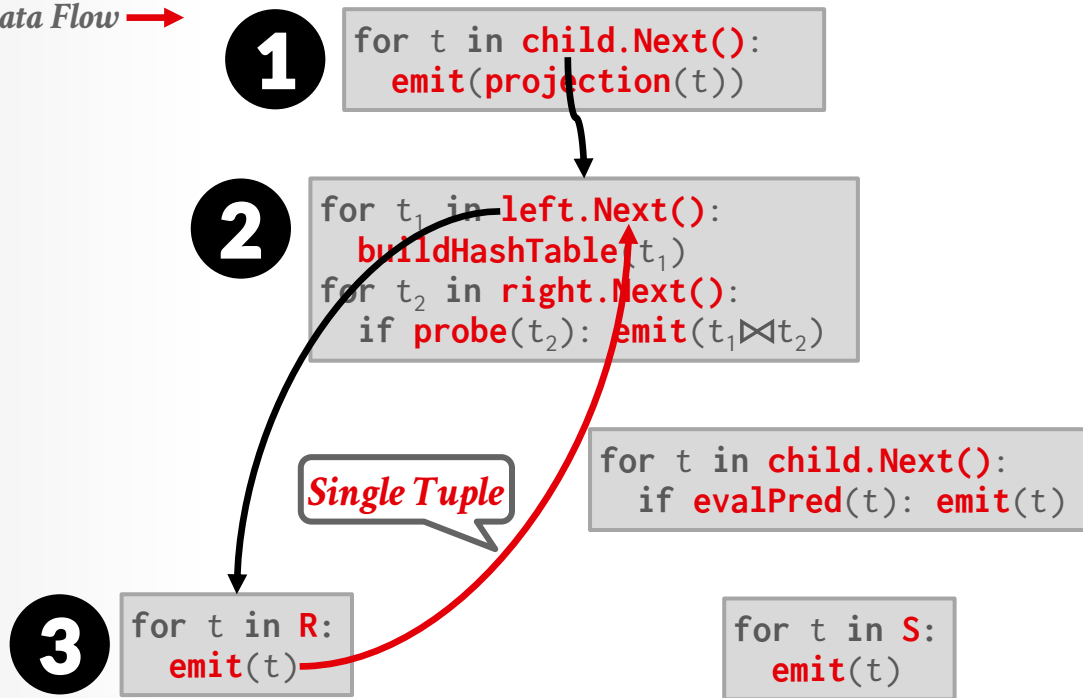 ata Flow
1
for t in child.Next():
emit(projection(t))
2
for t₁ in left.Next():
buildHashTable(t₁)
for t₂ in right.Next():
if probe(t₂): emit(t₁⨝t₂)
Single Tuple
for t in child.Next():
if evalPred(t): emit(t)
3
for t in R:
emit(t)
for t in S:
emit(t)